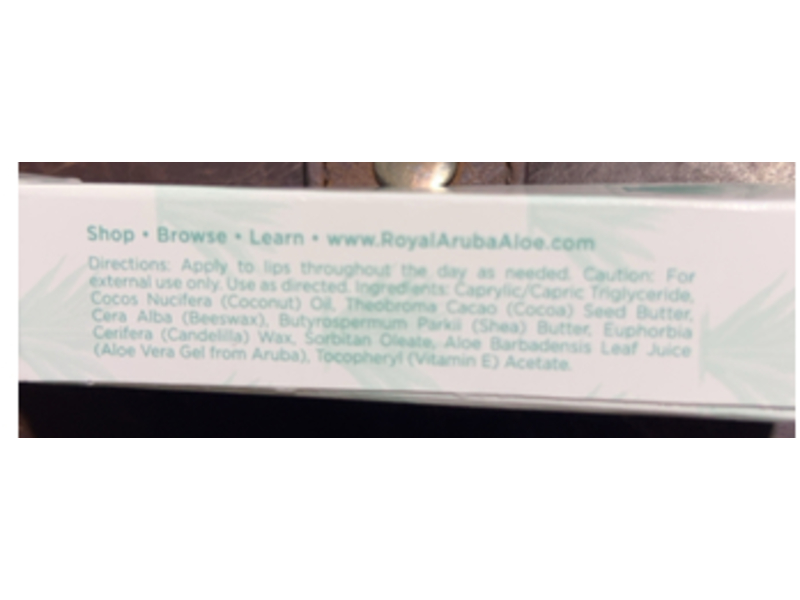 Shop • Browse • Learn • www.RoyalArubaAloe.com
Directions: Apply to lips throughout the day as needed. Caution: For
external use only. Use as directed. Ingredients: Caprylic/Capric Triglyceride,
Cocos Nucifera (Coconut) Oil, Theobroma Cacao (Cocoa) Seed Butter,
Cera Alba (Beeswax), Butyrospermum Parkii (Shea) Butter, Euphorbia
Cerifera (Candelilla) Wax, Sorbitan Oleate, Aloe Barbadensis Leaf Juice
(Aloe Vera Gel from Aruba), Tocopheryl (Vitamin E) Acetate.